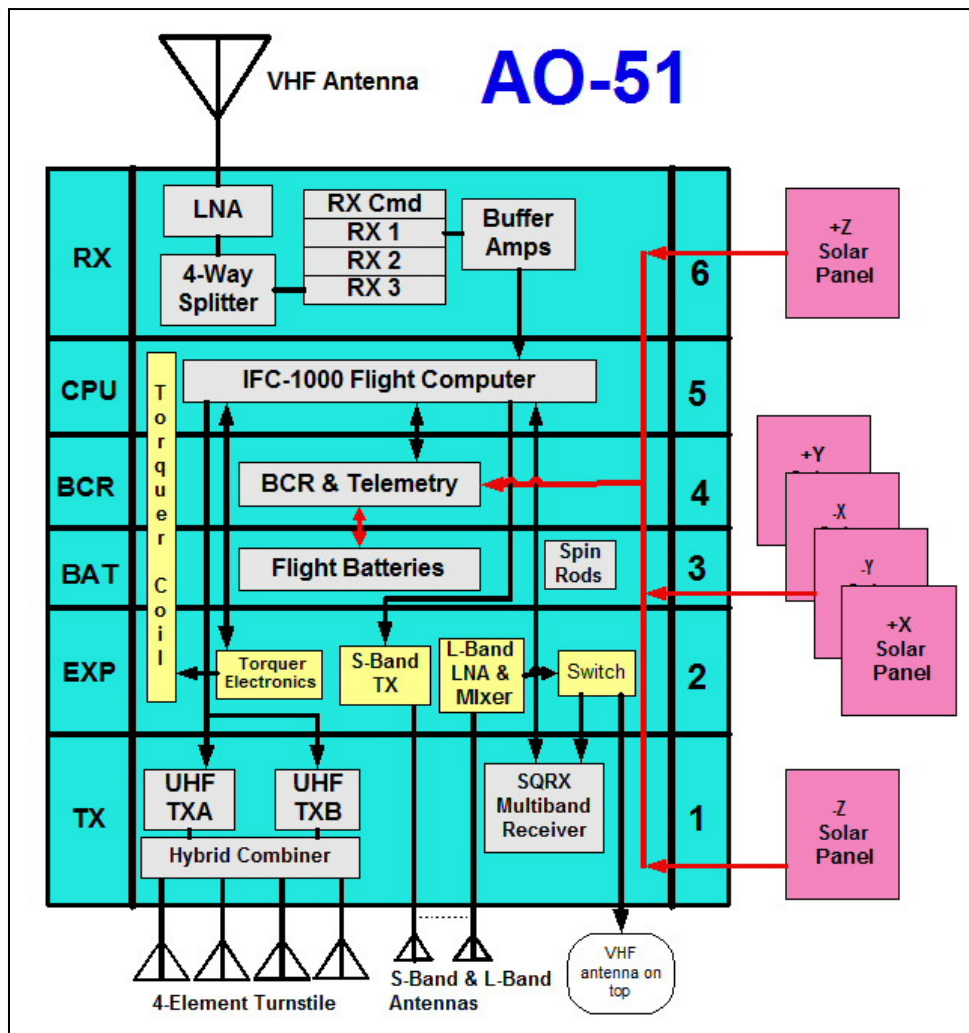 AO-51
VHF Antenna
RX
LNA
4-Way
Splitter
RX Cmd
RX 1
RX 2
RX 3
Buffer
Amps
6
+Z
Solar
Panel
CPU
IFC-1000 Flight Computer
5
Torquer Coil
BCR
BCR & Telemetry
4
+Y
-X
-Y
+X
Solar
Panel
BAT
Flight Batteries
Spin
Rods
3
EXP
Torquer
Electronics
S-Band
TX
L-Band
LNA &
MIxer
Switch
2
TX
UHF
TXA
UHF
TXB
Hybrid Combiner
SQRX
Multiband
Receiver
1
-Z
Solar
Panel
4-Element Turnstile
S-Band & L-Band
Antennas
VHF
antenna on
top